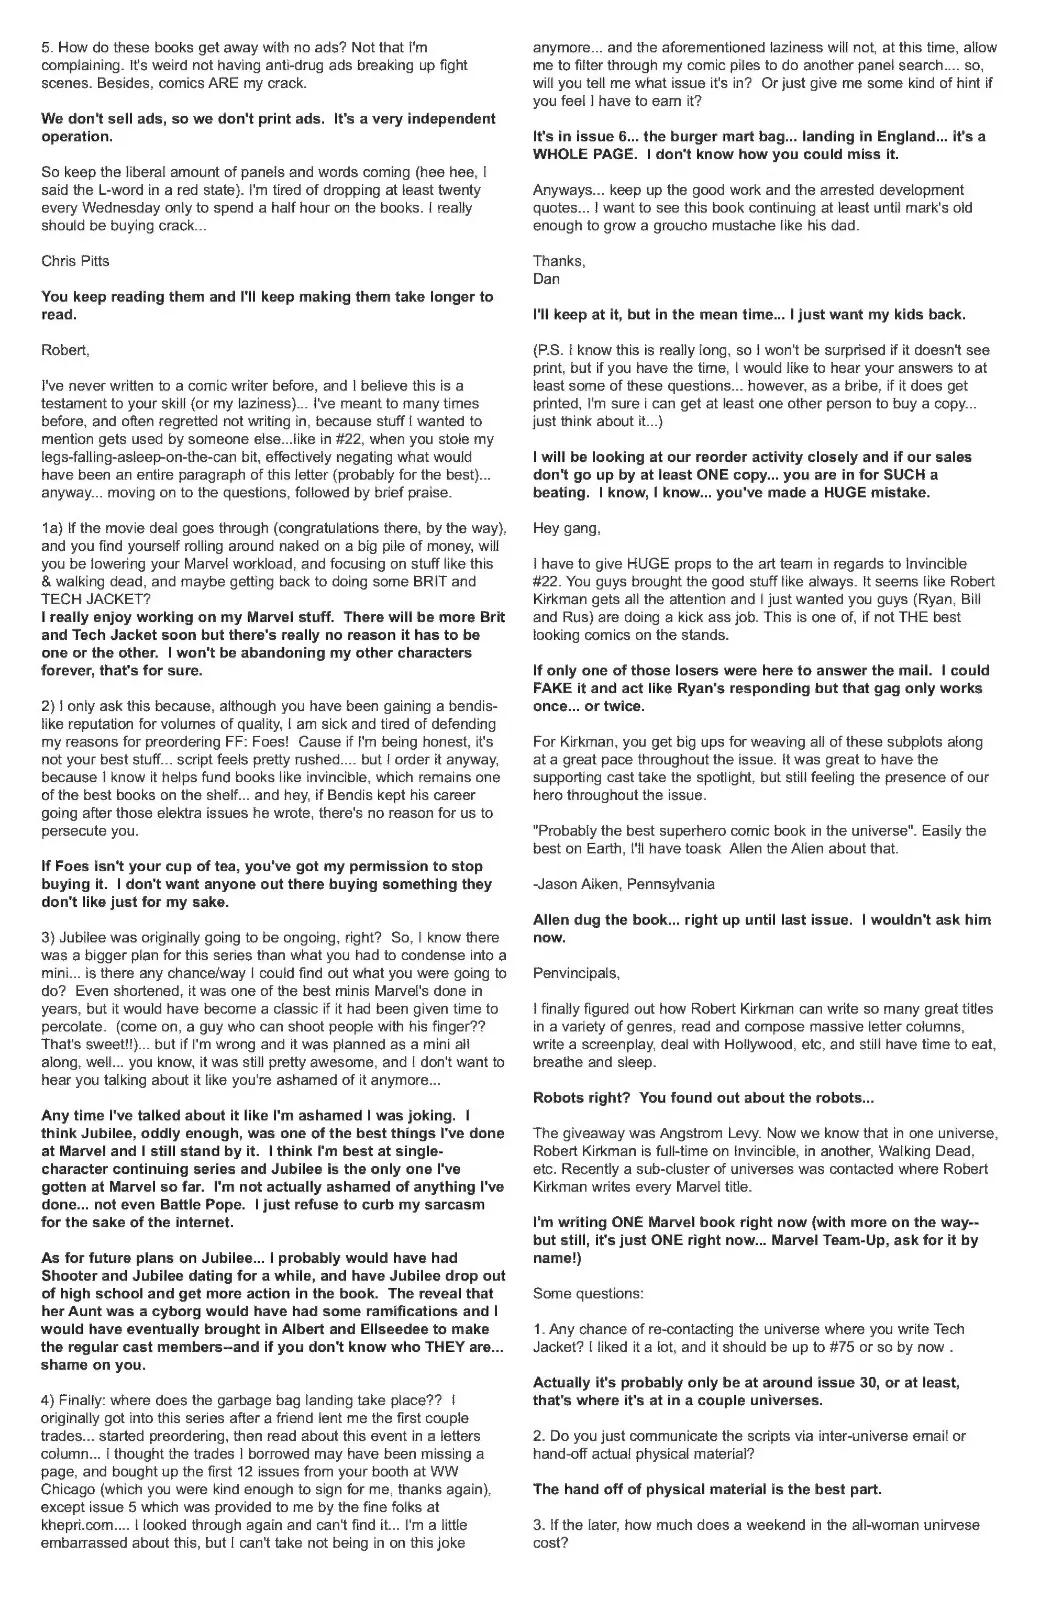 5. How do these books get away with no ads? Not that I'm
complaining. It's weird not having anti-drug ads breaking up fight
scenes. Besides, comics ARE my crack.
We don't sell ads, so we don't print ads. It's a very independent
operation.
So keep the liberal amount of panels and words coming (hee hee, I
said the L-word in a red state). I'm tired of dropping at least twenty
every Wednesday only to spend a half hour on the books. I really
should be buying crack...
Chris Pitts
You keep reading them and I'll keep making them take longer to
read.
Robert,
I've never written to a comic writer before, and I believe this is a
testament to your skill (or my laziness)... I've meant to many times
before, and often regretted not writing in, because stuff I wanted to
mention gets used by someone else...like in #22, when you stole my
legs-falling-asleep-on-the-can bit, effectively negating what would
have been an entire paragraph of this letter (probably for the best)...
anyway... moving on to the questions, followed by brief praise.
1a) If the movie deal goes through (congratulations there, by the way),
and you find yourself rolling around naked on a big pile of money, will
you be lowering your Marvel workload, and focusing on stuff like this
& walking dead, and maybe getting back to doing some BRIT and
TECH JACKET?
I really enjoy working on my Marvel stuff. There will be more Brit
and Tech Jacket soon but there's really no reason it has to be
one or the other. I won't be abandoning my other characters
forever, that's for sure.
2) I only ask this because, although you have been gaining a bendis-
like reputation for volumes of quality, I am sick and tired of defending
my reasons for preordering FF: Foes! Cause if I'm being honest, it's
not your best stuff... script feels pretty rushed.... but I order it anyway,
because I know it helps fund books like invincible, which remains one
of the best books on the shelf... and hey, if Bendis kept his career
going after those elektra issues he wrote, there's no reason for us to
persecute you.
If Foes isn't your cup of tea, you've got my permission to stop
buying it. I don't want anyone out there buying something they
don't like just for my sake.
3) Jubilee was originally going to be ongoing, right? So, I know there
was a bigger plan for this series than what you had to condense into a
mini... is there any chance/way I could find out what you were going to
do? Even shortened, it was one of the best minis Marvel's done in
years, but it would have become a classic if it had been given time to
percolate. (come on, a guy who can shoot people with his finger??
That's sweet!!)... but if I'm wrong and it was planned as a mini all
along, well... you know, it was still pretty awesome, and I don't want to
hear you talking about it like you're ashamed of it anymore...
Any time I've talked about it like I'm ashamed I was joking. I
think Jubilee, oddly enough, was one of the best things I've done
at Marvel and I still stand by it. I think I'm best at single-
character continuing series and Jubilee is the only one I've
gotten at Marvel so far. I'm not actually ashamed of anything I've
done... not even Battle Pope. I just refuse to curb my sarcasm
for the sake of the internet.
As for future plans on Jubilee... I probably would have had
Shooter and Jubilee dating for a while, and have Jubilee drop out
of high school and get more action in the book. The reveal that
her Aunt was a cyborg would have had some ramifications and I
would have eventually brought in Albert and Ellseedee to make
the regular cast members--and if you don't know who THEY are...
shame on you.
4) Finally: where does the garbage bag landing take place?? I
originally got into this series after a friend lent me the first couple
trades... started preordering, then read about this event in a letters
column... I thought the trades I borrowed may have been missing a
page, and bought up the first 12 issues from your booth at WW
Chicago (which you were kind enough to sign for me, thanks again),
except issue 5 which was provided to me by the fine folks at
khepri.com.... I looked through again and can't find it... I'm a little
embarrassed about this, but I can't take not being in on this joke
anymore... and the aforementioned laziness will not, at this time, allow
me to filter through my comic piles to do another panel search.... so,
will you tell me what issue it's in? Or just give me some kind of hint if
you feel I have to earn it?
It's in issue 6... the burger mart bag... landing in England... it's a
WHOLE PAGE. I don't know how you could miss it.
Anyways... keep up the good work and the arrested development
quotes... I want to see this book continuing at least until mark's old
enough to grow a groucho mustache like his dad.
Thanks,
Dan
I'll keep at it, but in the mean time... I just want my kids back.
(P.S. I know this is really long, so I won't be surprised if it doesn't see
print, but if you have the time, I would like to hear your answers to at
least some of these questions... however, as a bribe, if it does get
printed, I'm sure i can get at least one other person to buy a copy...
just think about it...)
I will be looking at our reorder activity closely and if our sales
don't go up by at least ONE copy... you are in for SUCH a
beating. I know, I know... you've made a HUGE mistake.
Hey gang,
I have to give HUGE props to the art team in regards to Invincible
#22. You guys brought the good stuff like always. It seems like Robert
Kirkman gets all the attention and I just wanted you guys (Ryan, Bill
and Rus) are doing a kick ass job. This is one of, if not THE best
looking comics on the stands.
If only one of those losers were here to answer the mail. I could
FAKE it and act like Ryan's responding but that gag only works
once... or twice.
For Kirkman, you get big ups for weaving all of these subplots along
at a great pace throughout the issue. It was great to have the
supporting cast take the spotlight, but still feeling the presence of our
hero throughout the issue.
"Probably the best superhero comic book in the universe". Easily the
best on Earth, I'll have toask Allen the Alien about that.
-Jason Aiken, Pennsylvania
Allen dug the book... right up until last issue. I wouldn't ask him
now.
Penvincipals,
I finally figured out how Robert Kirkman can write so many great titles
in a variety of genres, read and compose massive letter columns,
write a screenplay, deal with Hollywood, etc, and still have time to eat,
breathe and sleep.
Robots right? You found out about the robots...
The giveaway was Angstrom Levy. Now we know that in one universe,
Robert Kirkman is full-time on Invincible, in another, Walking Dead,
etc. Recently a sub-cluster of universes was contacted where Robert
Kirkman writes every Marvel title.
I'm writing ONE Marvel book right now (with more on the way--
but still, it's just ONE right now... Marvel Team-Up, ask for it by
name!)
Some questions:
1. Any chance of re-contacting the universe where you write Tech
Jacket? I liked it a lot, and it should be up to #75 or so by now .
Actually it's probably only be at around issue 30, or at least,
that's where it's at in a couple universes.
2. Do you just communicate the scripts via inter-universe email or
hand-off actual physical material?
The hand off of physical material is the best part.
3. If the later, how much does a weekend in the all-woman unirvese
cost?